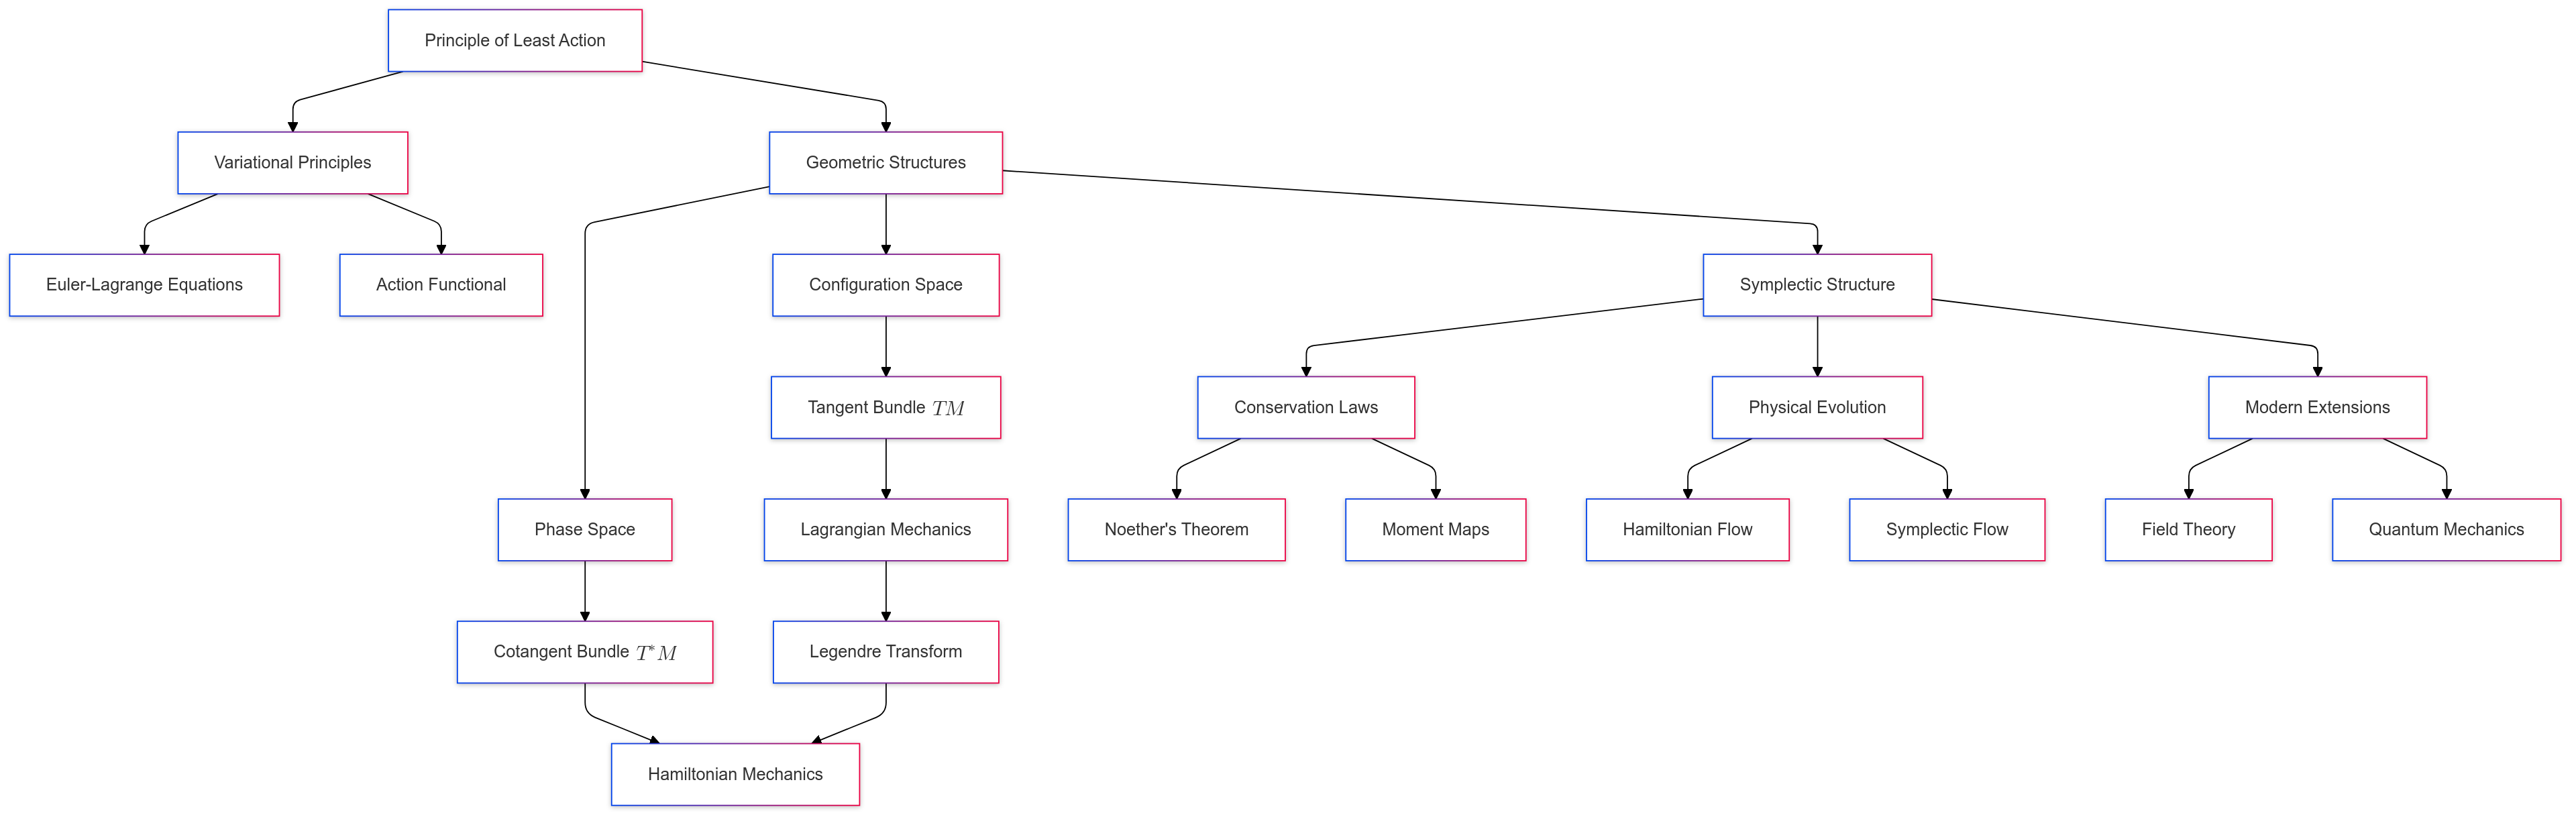 Principle of Least Action
Variational Principles
Geometric Structures
Euler-Lagrange Equations
Action Functional
Configuration Space
Symplectic Structure
Tangent Bundle TM
Conservation Laws
Physical Evolution
Modern Extensions
Phase Space
Lagrangian Mechanics
Noether's Theorem
Moment Maps
Hamiltonian Flow
Symplectic Flow
Field Theory
Quantum Mechanics
Cotangent Bundle T*M
Legendre Transform
Hamiltonian Mechanics